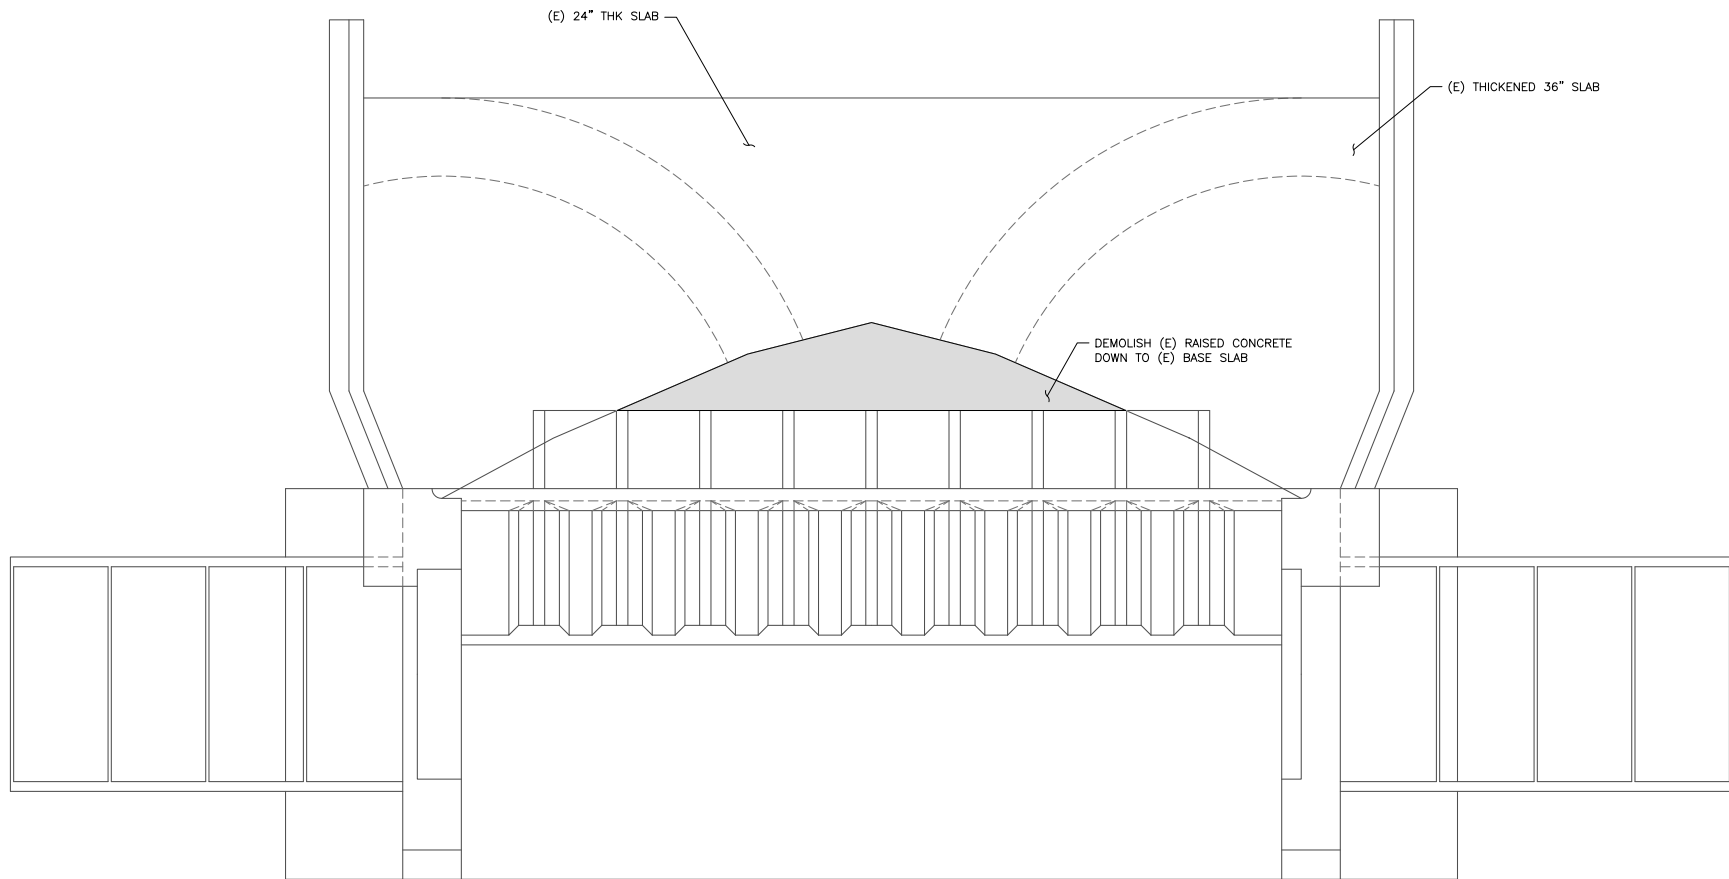 (E) 24" THK SLAB
(E) THICKENED 36" SLAB
DEMOLISH (E) RAISED CONCRETE
DOWN TO (E) BASE SLAB